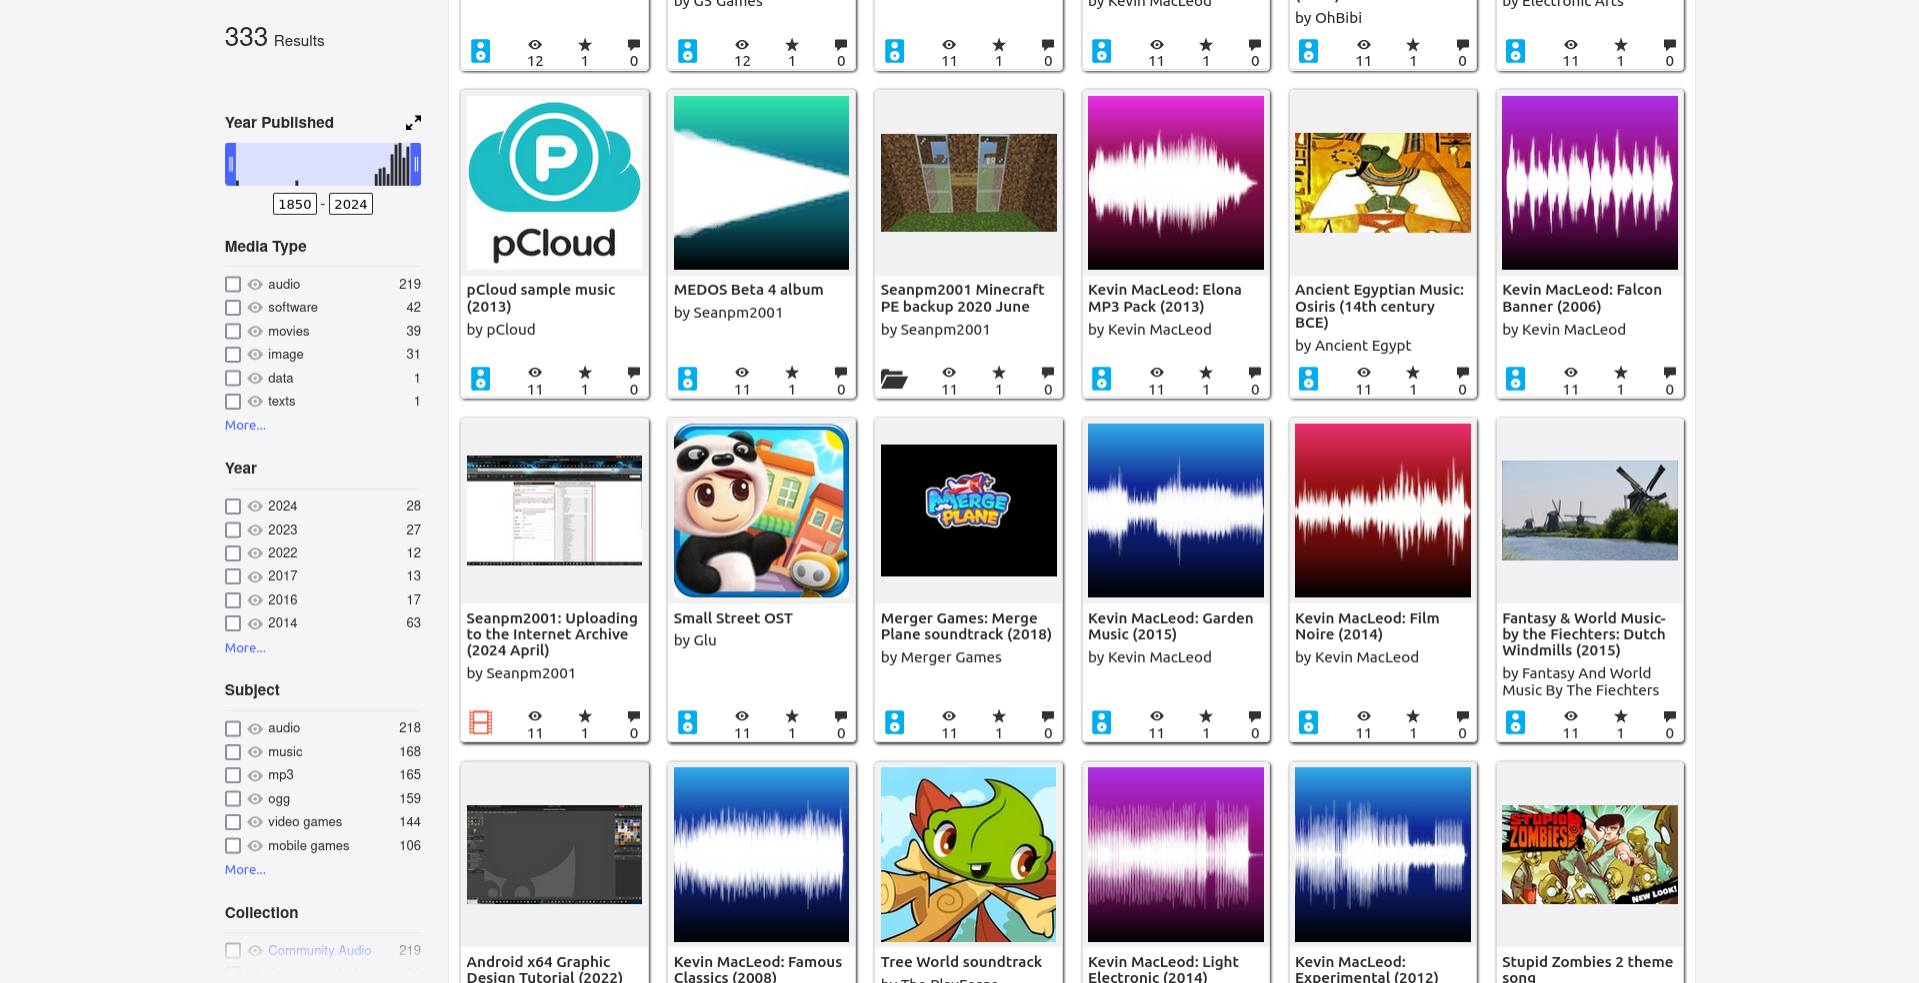 333 Results
Year Published
1850 - 2024
Media Type
audio 219
software 42
movies 39
image 31
data 1
texts 1
More...
Year
2024 28
2023 27
2022 12
2017 13
2016 17
2014 63
More...
Subject
audio 218
music 168
mp3 165
ogg 159
video games 144
mobile games 106
More...
Collection
Community Audio 219
by G5 Games
by Kevin MacLeod
by OhBibi
by Electronic Arts
12 1 0
12 1 0
11 1 0
11 1 0
11 1 0
11 1 0
P
pCloud
pCloud sample music
(2013)
by pCloud
11 1 0
MEDOS Beta 4 album
by Seanpm2001
11 1 0
Seanpm2001 Minecraft
PE backup 2020 June
by Seanpm2001
11 1 0
Kevin MacLeod: Elona
MP3 Pack (2013)
by Kevin MacLeod
11 1 0
Ancient Egyptian Music:
Osiris (14th century
BCE)
by Ancient Egypt
11 1 0
Kevin MacLeod: Falcon
Banner (2006)
by Kevin MacLeod
11 1 0
Seanpm2001: Uploading
to the Internet Archive
(2024 April)
by Seanpm2001
11 1 0
Small Street OST
by Glu
11 1 0
MERGE
PLANE
Merger Games: Merge
Plane soundtrack (2018)
by Merger Games
11 1 0
Kevin MacLeod: Garden
Music (2015)
by Kevin MacLeod
11 1 0
Kevin MacLeod: Film
Noire (2014)
by Kevin MacLeod
11 1 0
Fantasy & World Music-
by the Fiechters: Dutch
Windmills (2015)
by Fantasy And World
Music By The Fiechters
11 1 0
Android x64 Graphic
Design Tutorial (2022)
Kevin MacLeod: Famous
Classics (2008)
Tree World soundtrack
Kevin MacLeod: Light
Electronic (2014)
Kevin MacLeod:
Experimental (2012)
STUPID
ZOMBIES
NEW LOOK!
Stupid Zombies 2 theme
song